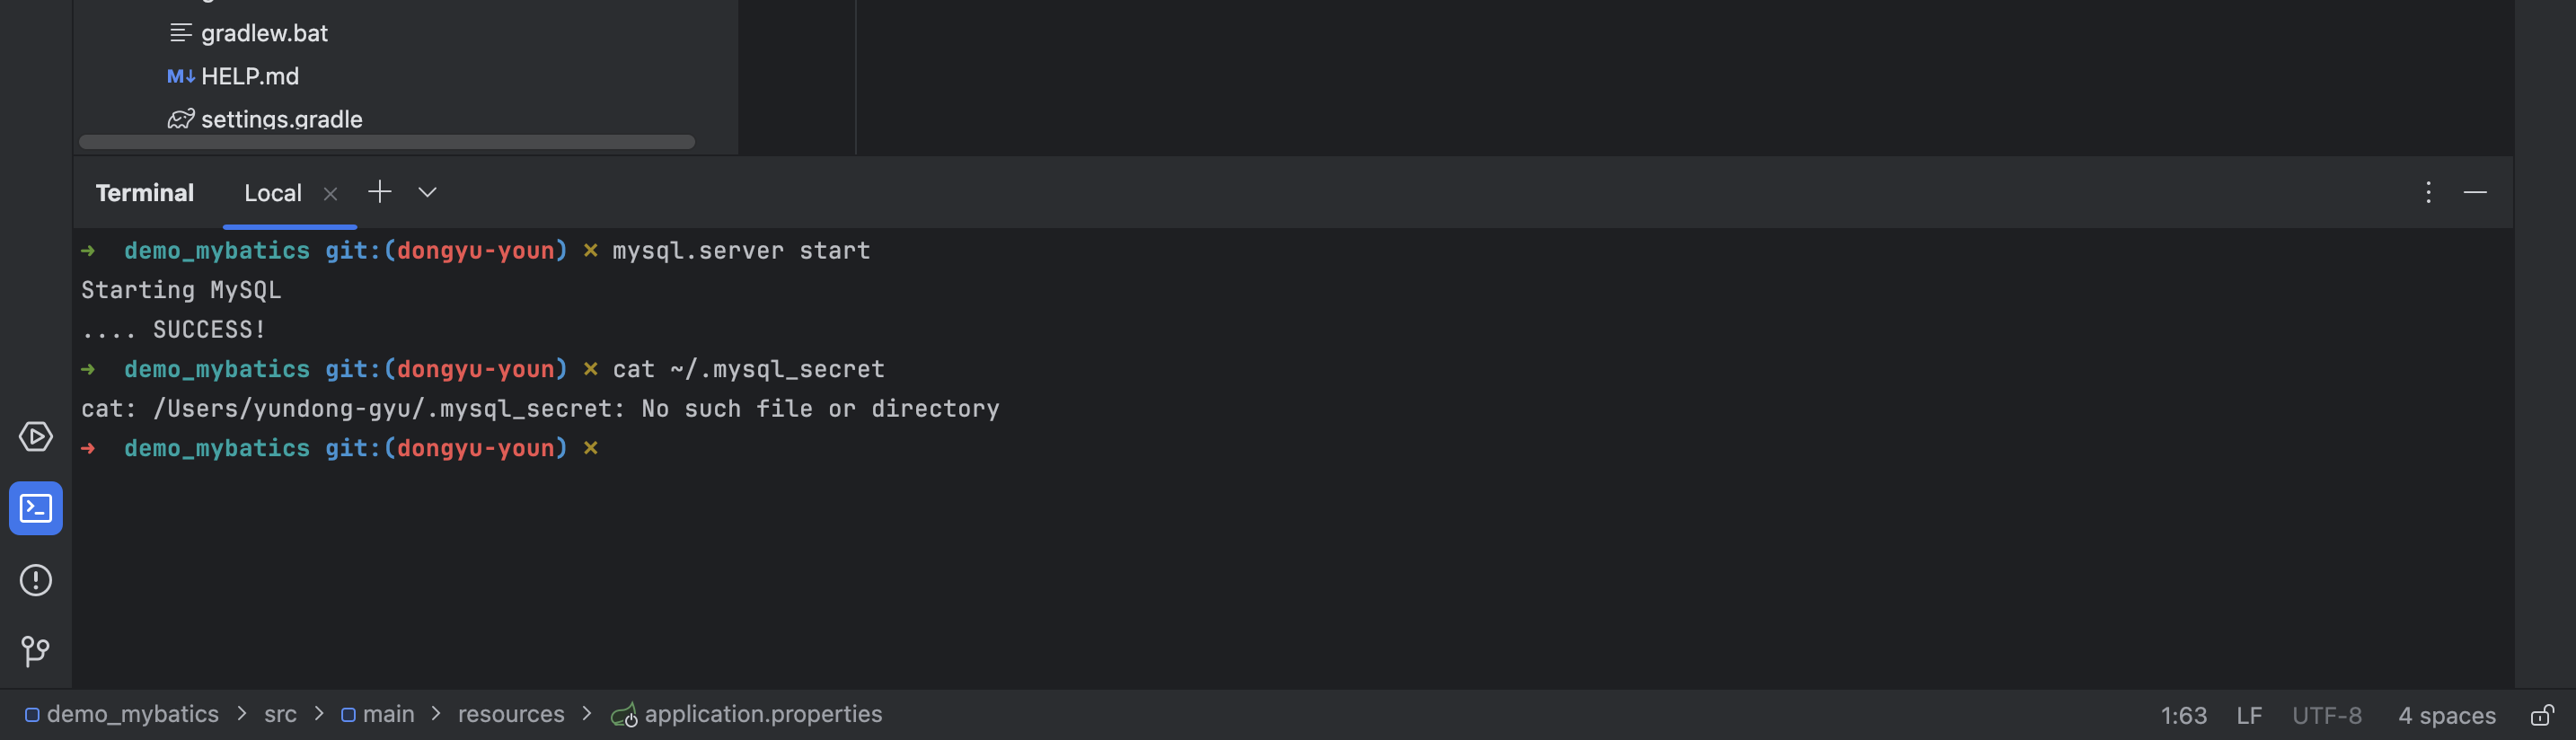 gradlew.bat
M↓ HELP.md
settings.gradle
Terminal Local × + 
➜ demo_mybatics git:(dongyu-youn) ✗ mysql.server start
Starting MySQL
.... SUCCESS!
➜ demo_mybatics git:(dongyu-youn) ✗ cat ~/.mysql_secret
cat: /Users/yundong-gyu/.mysql_secret: No such file or directory
➜ demo_mybatics git:(dongyu-youn) ✗
demo_mybatics > src > main > resources > application.properties 1:63 LF UTF-8 4 spaces